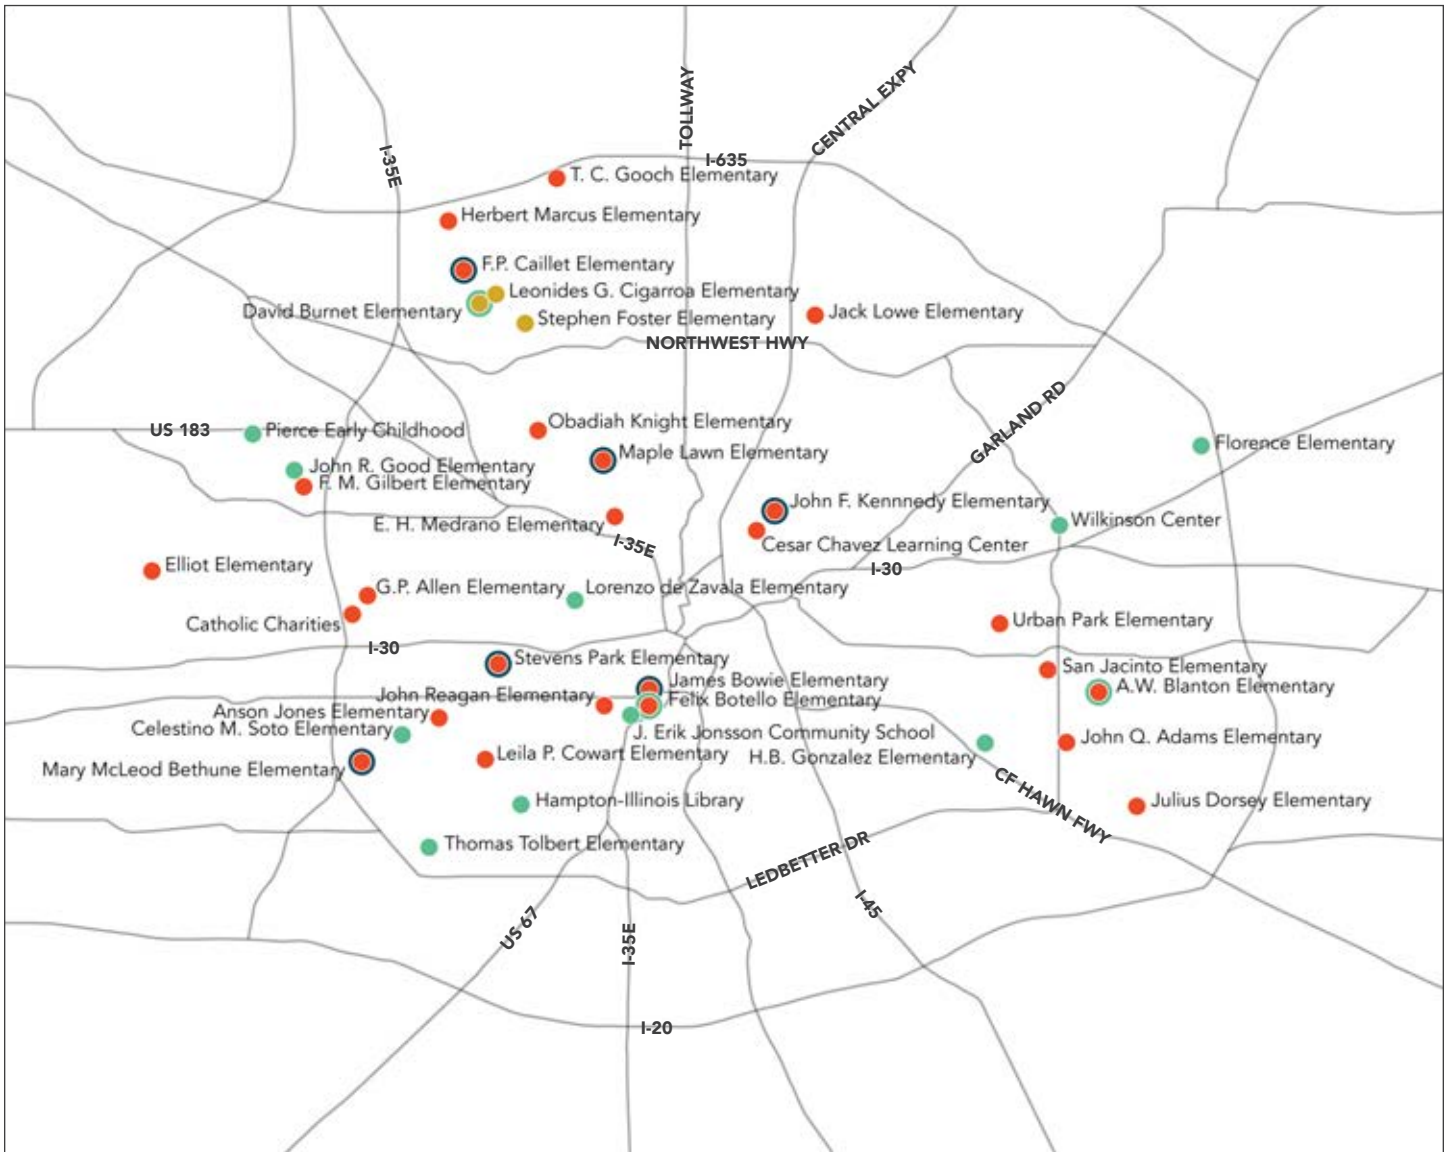 TOLLWAY
CENTRAL EXPY
I-35E
I-635
T. C. Gooch Elementary
Herbert Marcus Elementary
F.P. Caillet Elementary
Leonides G. Cigarroa Elementary
David Burnet Elementary
Stephen Foster Elementary
Jack Lowe Elementary
NORTHWEST HWY
GARLAND RD
US 183
Pierce Early Childhood
Obadiah Knight Elementary
Maple Lawn Elementary
Florence Elementary
John R. Good Elementary
F. M. Gilbert Elementary
John F. Kennnedy Elementary
E. H. Medrano Elementary
Wilkinson Center
I-35E
Cesar Chavez Learning Center
Elliot Elementary
I-30
G.P. Allen Elementary
Lorenzo de Zavala Elementary
Catholic Charities
Urban Park Elementary
I-30
Stevens Park Elementary
San Jacinto Elementary
James Bowie Elementary
A.W. Blanton Elementary
John Reagan Elementary
Felix Botello Elementary
Anson Jones Elementary
Celestino M. Soto Elementary
J. Erik Jonsson Community School
John Q. Adams Elementary
Leila P. Cowart Elementary
H.B. Gonzalez Elementary
Mary McLeod Bethune Elementary
CF HAWN FWY
Hampton-Illinois Library
Julius Dorsey Elementary
Thomas Tolbert Elementary
LEDBETTER DR
US 67
I-35E
I-45
I-20